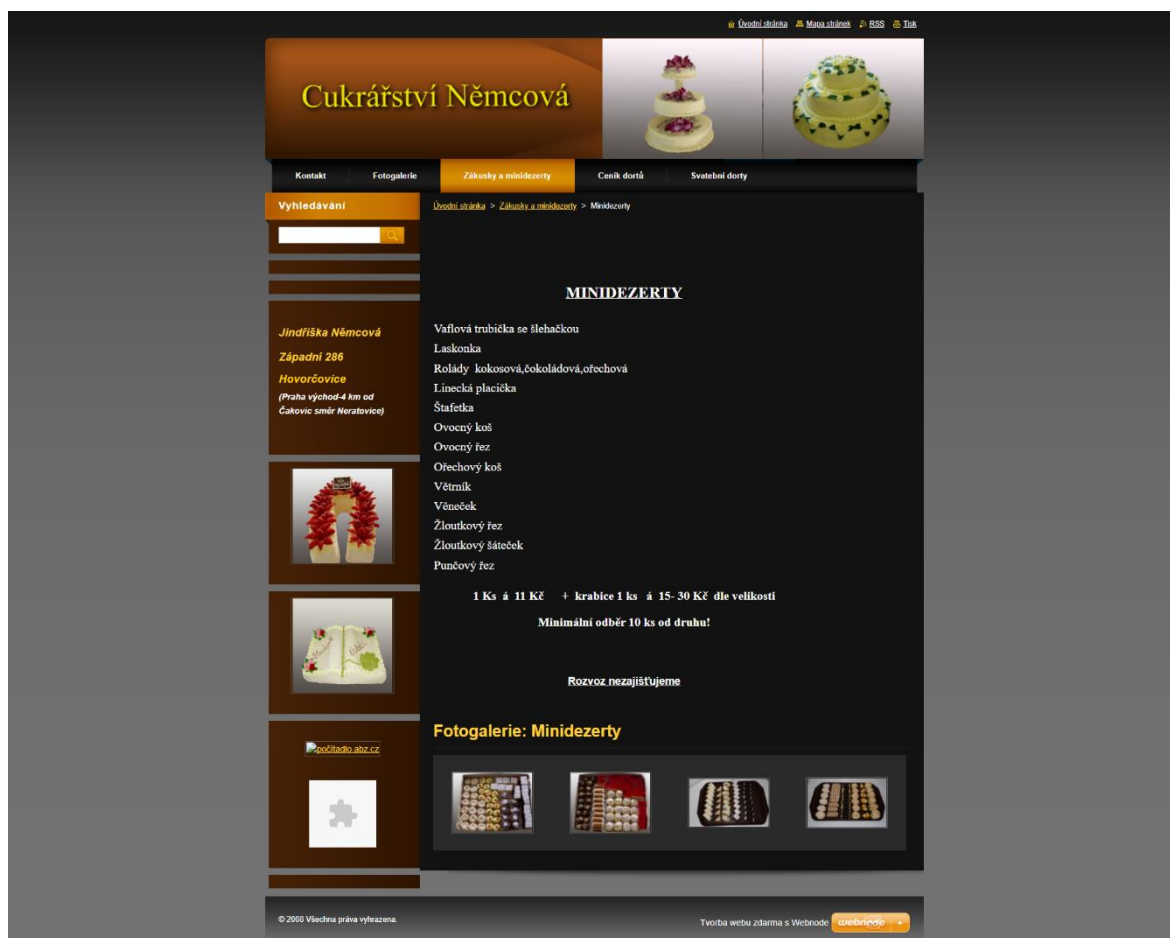 Úvodní stránka Mapa stránek RSS Tisk
Cukrářství Němcová
Kontakt Fotogalerie Zákusky a minidezerty Ceník dortů Svatební dorty
Vyhledávání
Úvodní stránka > Zákusky a minidezerty > Minidezerty
Jindřiška Němcová
Západní 286
Hovorčovice
(Praha východ-4 km od
Čakovic směr Neratovice)
počítadlo.abz.cz
MINIDEZERTY
Vaflová trubička se šlehačkou
Laskonka
Rolády kokosová,čokoládová,ořechová
Linecká placička
Štafetka
Ovocný koš
Ovocný řez
Ořechový koš
Větrník
Věneček
Žloutkový řez
Žloutkový šáteček
Punčový řez
1 Ks á 11 Kč + krabice 1 ks á 15- 30 Kč dle velikosti
Minimální odběr 10 ks od druhu!
Rozvoz nezajišťujeme
Fotogalerie: Minidezerty
© 2008 Všechna práva vyhrazena.
Tvorba webu zdarma s Webnode webnode